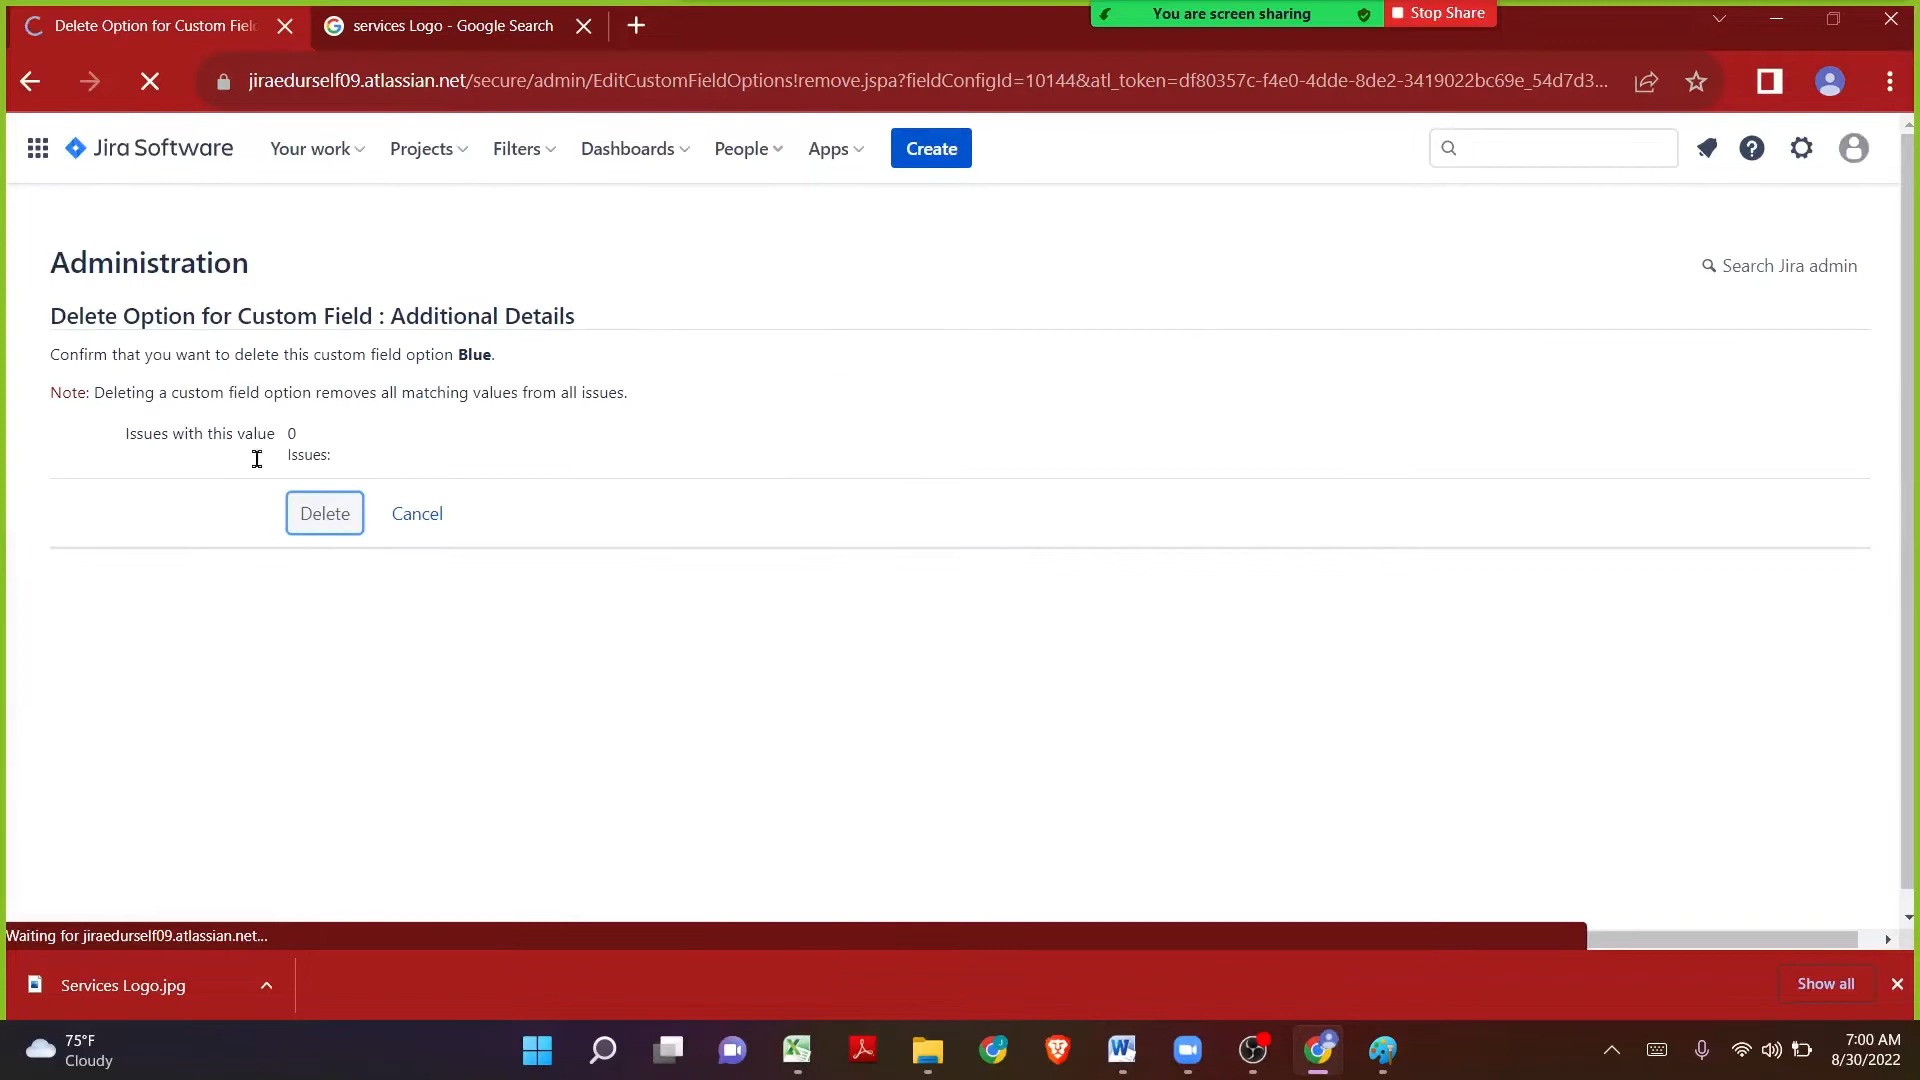 Delete Option for Custom Fiel
services Logo - Google Search
You are screen sharing
Stop Share
jiraedurself09.atlassian.net/secure/admin/EditCustomFieldOptions!remove.jspa?fieldConfigId=10144&atl_token=df80357c-f4e0-4dde-8de2-3419022bc69e_54d7d3...
Jira Software
Your work
Projects
Filters
Dashboards
People
Apps
Create
Administration
Search Jira admin
Delete Option for Custom Field : Additional Details
Confirm that you want to delete this custom field option Blue.
Note: Deleting a custom field option removes all matching values from all issues.
Issues with this value 0
Issues:
Delete
Cancel
Waiting for jiraedurself09.atlassian.net...
Services Logo.jpg
Show all
75°F
Cloudy
7:00 AM
8/30/2022